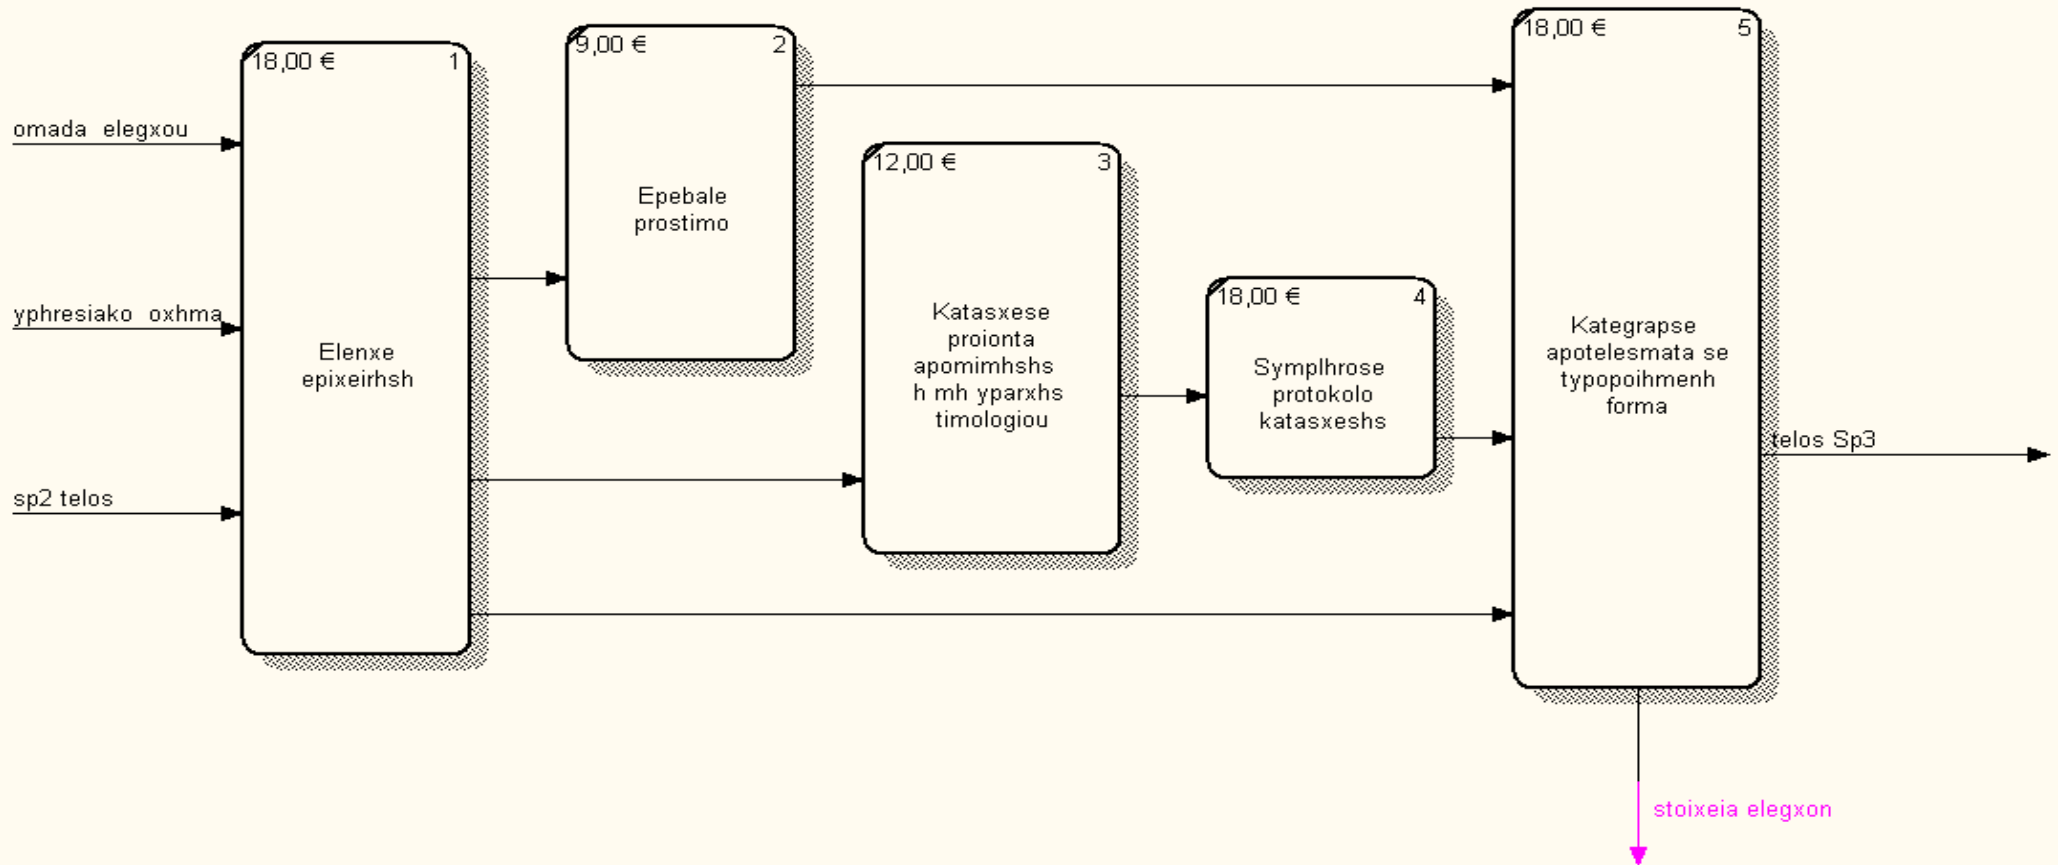 omada elegxou
yphresiako oxhma
sp2 telos
18,00 € 1
Elenxe
epixeirhsh
9,00 € 2
Epebale
prostimo
12,00 € 3
Katasxese
proionta
apomimhshs
h mh yparxhs
timologiou
18,00 € 4
Symplhrose
protokolo
katasxeshs
18,00 € 5
Kategrapse
apotelesmata se
typopoihmenh
forma
telos Sp3
stoixeia elegxon